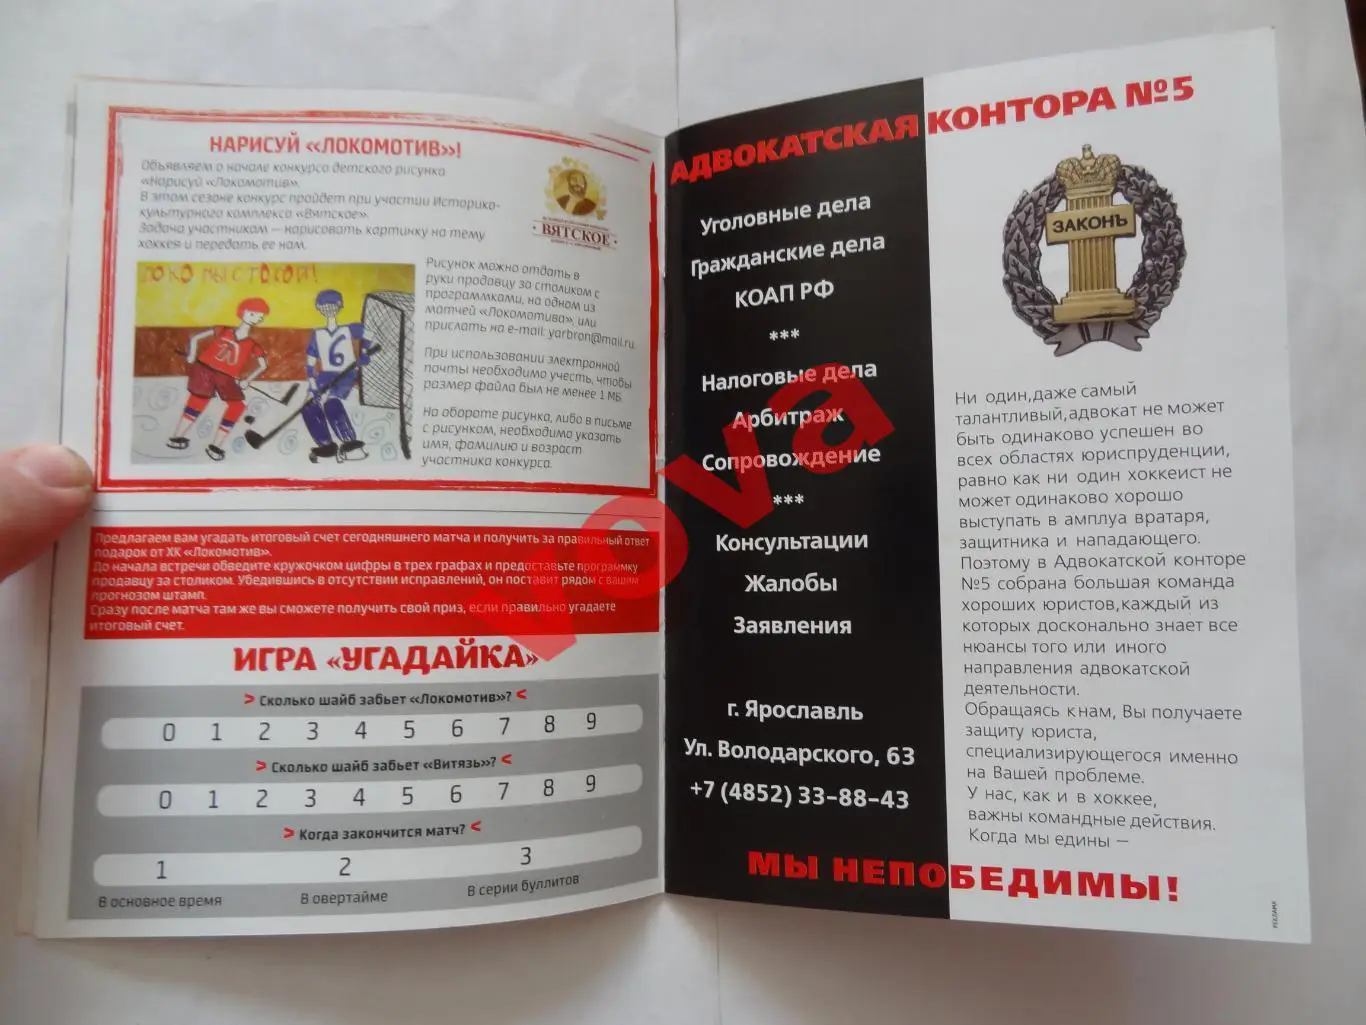 НАРИСУЙ «ЛОКОМОТИВ»!
Объявляем о начале конкурса детского рисунка
«Нарисуй «Локомотив».
В этом сезоне конкурс пройдет при участии Историко-
культурного комплекса «Вятское».
Задача участникам — нарисовать картинку на тему
хоккея и передать ее нам.
ВЯТСКОЕ
ЛОКО МЫ С ТОБОЙ!
6
Рисунок можно отдать в
руки продавцу за столиком с
программками, на одном из
матчей «Локомотива», или
прислать на e-mail: yarbron@mail.ru.
При использовании электронной
почты необходимо учесть, чтобы
размер файла был не менее 1 МБ.
На обороте рисунка, либо в письме
с рисунком, необходимо указать
имя, фамилию и возраст
участника конкурса.
Предлагаем вам угадать итоговый счет сегодняшнего матча и получить за правильный ответ
подарок от ХК «Локомотив».
До начала встречи обведите кружочком цифры в трех графах и предоставьте программку
продавцу за столиком. Убедившись в отсутствии исправлений, он поставит рядом с вашим
прогнозом штамп.
Сразу после матча там же вы сможете получить свой приз, если правильно угадаете
итоговый счет.
ИГРА «УГАДАЙКА»
> Сколько шайб забьет «Локомотив»? <
0 1 2 3 4 5 6 7 8 9
> Сколько шайб забьет «Витязь»? <
0 1 2 3 4 5 6 7 8 9
> Когда закончится матч? <
1 2 3
В основное время В овертайме В серии буллитов
АДВОКАТСКАЯ КОНТОРА №5
Уголовные дела
Гражданские дела
КОАП РФ
***
Налоговые дела
Арбитраж
Сопровождение
***
Консультации
Жалобы
Заявления
г. Ярославль
Ул. Володарского, 63
+7 (4852) 33-88-43
ЗАКОНЪ
Ни один,даже самый
талантливый,адвокат не может
быть одинаково успешен во
всех областях юриспруденции,
равно как ни один хоккеист не
может одинаково хорошо
выступать в амплуа вратаря,
защитника и нападающего.
Поэтому в Адвокатской конторе
№5 собрана большая команда
хороших юристов,каждый из
которых досконально знает все
нюансы того или иного
направления адвокатской
деятельности.
Обращаясь к нам, Вы получаете
защиту юриста,
специализирующегося именно
на Вашей проблеме.
У нас, как и в хоккее,
важны командные действия.
Когда мы едины —
МЫ НЕПОБЕДИМЫ!
РЕКЛАМА
vova